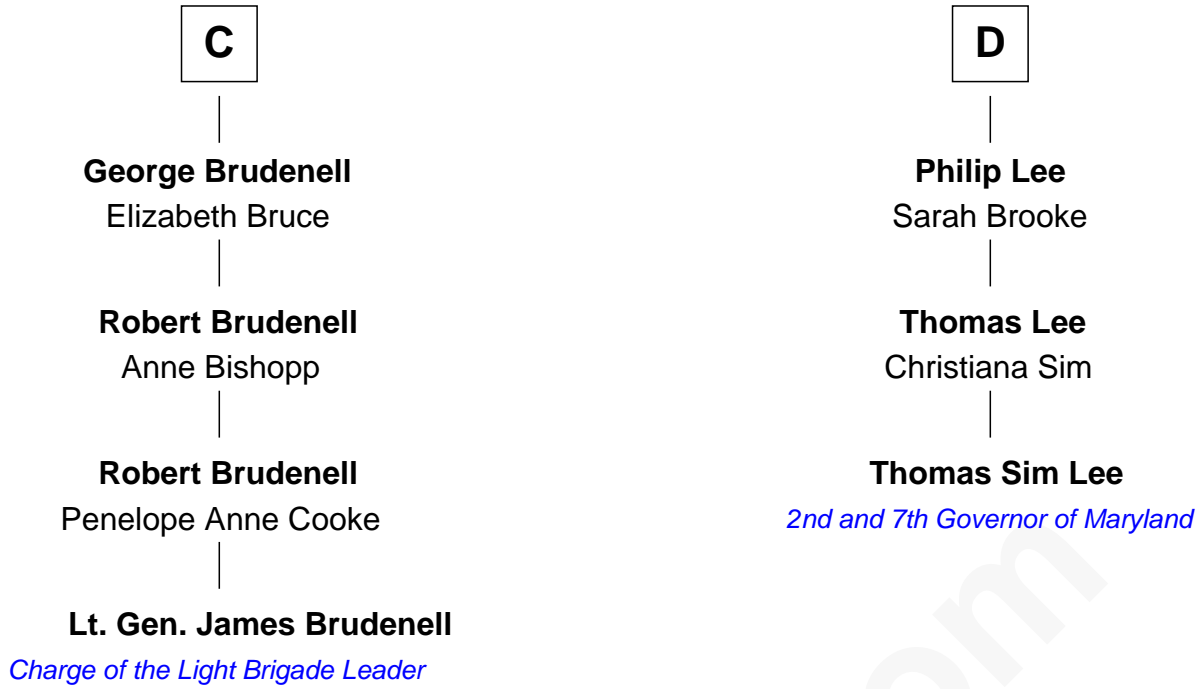 C
George Brudenell
Elizabeth Bruce
Robert Brudenell
Anne Bishopp
Robert Brudenell
Penelope Anne Cooke
Lt. Gen. James Brudenell
Charge of the Light Brigade Leader
D
Philip Lee
Sarah Brooke
Thomas Lee
Christiana Sim
Thomas Sim Lee
2nd and 7th Governor of Maryland
om